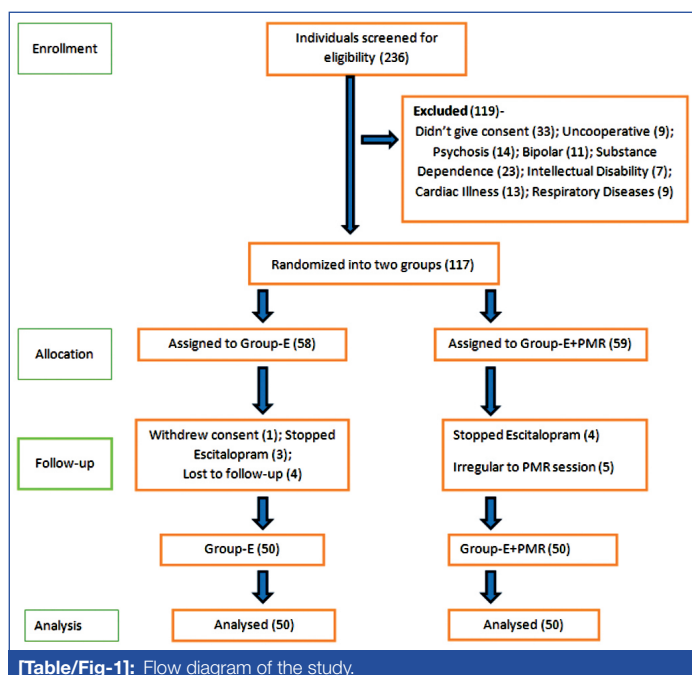 Enrollment
Individuals screened for
eligibility (236)
Excluded (119)-
Didn't give consent (33); Uncooperative (9);
Psychosis (14); Bipolar (11); Substance
Dependence (23); Intellectual Disability (7);
Cardiac Illness (13); Respiratory Diseases (9)
Randomized into two groups (117)
Allocation
Assigned to Group-E (58)
Assigned to Group-E+PMR (59)
Follow-up
Withdrew consent (1); Stopped
Escitalopram (3);
Lost to follow-up (4)
Stopped Escitalopram (4)
Irregular to PMR session (5)
Group-E (50)
Group-E+PMR (50)
Analysis
Analysed (50)
Analysed (50)
[Table/Fig-1]: Flow diagram of the study.